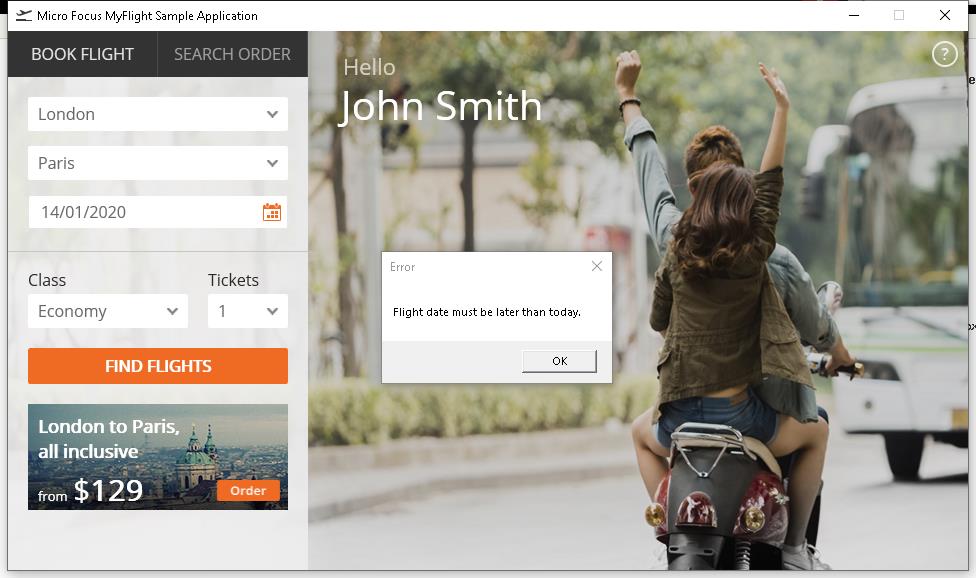 Micro Focus MyFlight Sample Application
BOOK FLIGHT
SEARCH ORDER
?
Hello
John Smith
London
Paris
14/01/2020
Class
Tickets
Economy
1
FIND FLIGHTS
London to Paris,
all inclusive
from $129
Order
Error
Flight date must be later than today.
OK